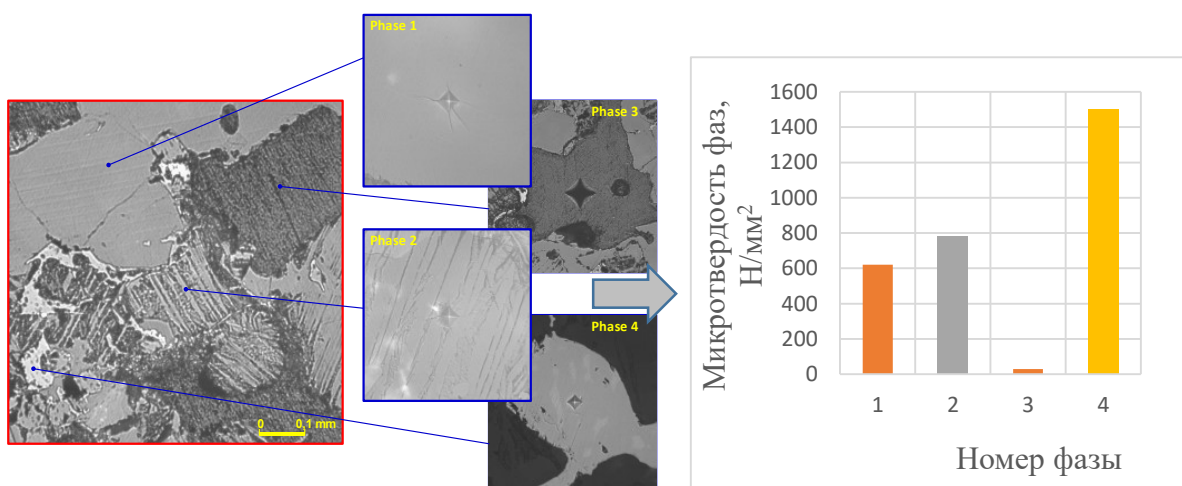 Phase 1
Phase 3
Phase 2
Phase 4
0 0,1 mm
Микротвердость фаз,
Н/мм²
1600
1400
1200
1000
800
600
400
200
0
1 2 3 4
Номер фазы